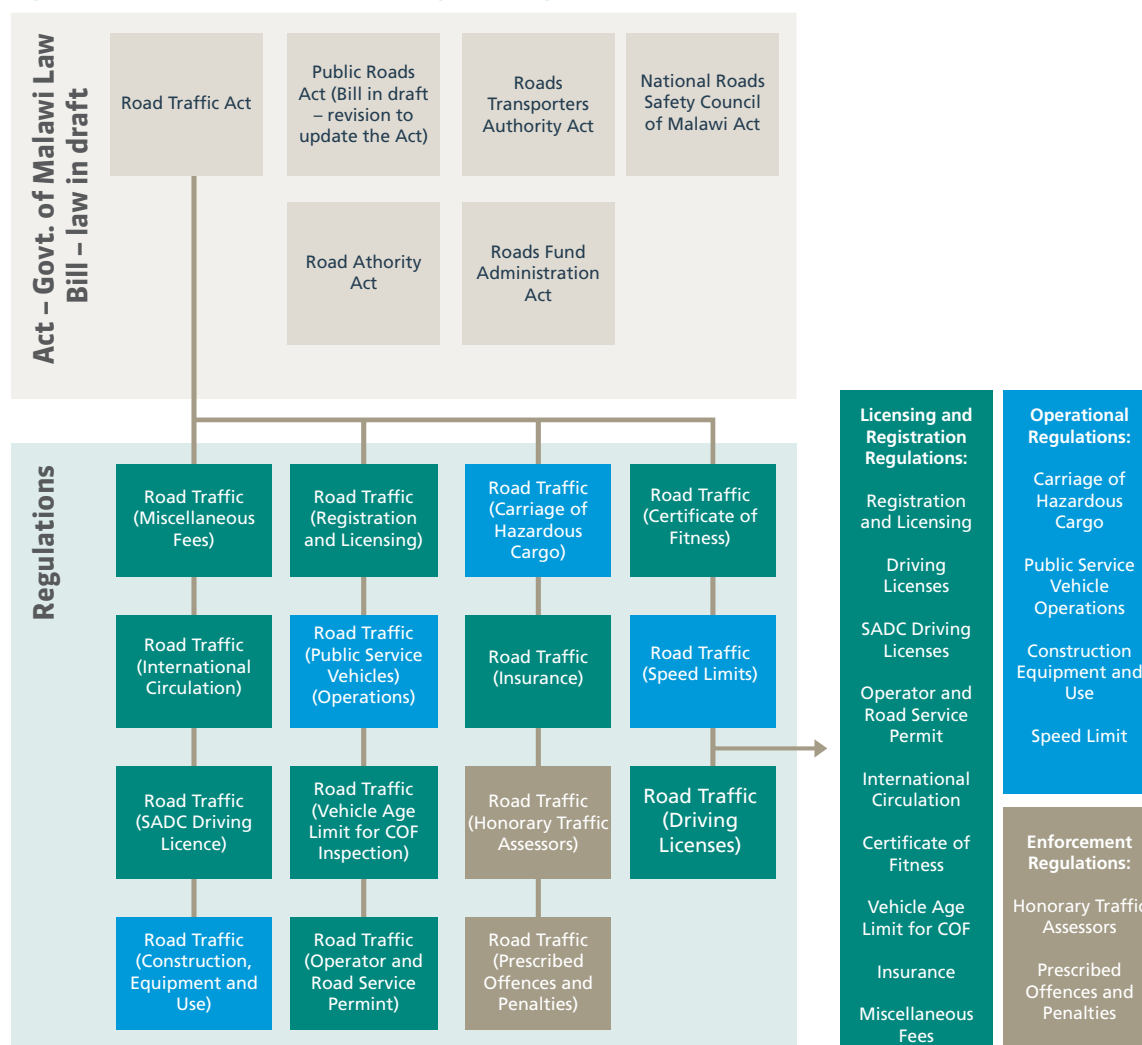 Act – Govt. of Malawi Law
Bill – law in draft
Road Traffic Act
Public Roads
Act (Bill in draft
– revision to
update the Act)
Roads
Transporters
Authority Act
National Roads
Safety Council
of Malawi Act
Road Athority
Act
Roads Fund
Administration
Act
Regulations
Road Traffic
(Miscellaneous
Fees)
Road Traffic
(Registration
and Licensing)
Road Traffic
(Carriage of
Hazardous
Cargo)
Road Traffic
(Certificate of
Fitness)
Road Traffic
(International
Circulation)
Road Traffic
(Public Service
Vehicles)
(Operations)
Road Traffic
(Insurance)
Road Traffic
(Speed Limits)
Road Traffic
(SADC Driving
Licence)
Road Traffic
(Vehicle Age
Limit for COF
Inspection)
Road Traffic
(Honorary Traffic
Assessors)
Road Traffic
(Driving
Licenses)
Road Traffic
(Construction,
Equipment and
Use)
Road Traffic
(Operator and
Road Service
Permint)
Road Traffic
(Prescribed
Offences and
Penalties)
Licensing and
Registration
Regulations:
Registration
and Licensing
Driving
Licenses
SADC Driving
Licenses
Operator and
Road Service
Permit
International
Circulation
Certificate of
Fitness
Vehicle Age
Limit for COF
Insurance
Miscellaneous
Fees
Operational
Regulations:
Carriage of
Hazardous
Cargo
Public Service
Vehicle
Operations
Construction
Equipment and
Use
Speed Limit
Enforcement
Regulations:
Honorary Traffic
Assessors
Prescribed
Offences and
Penalties